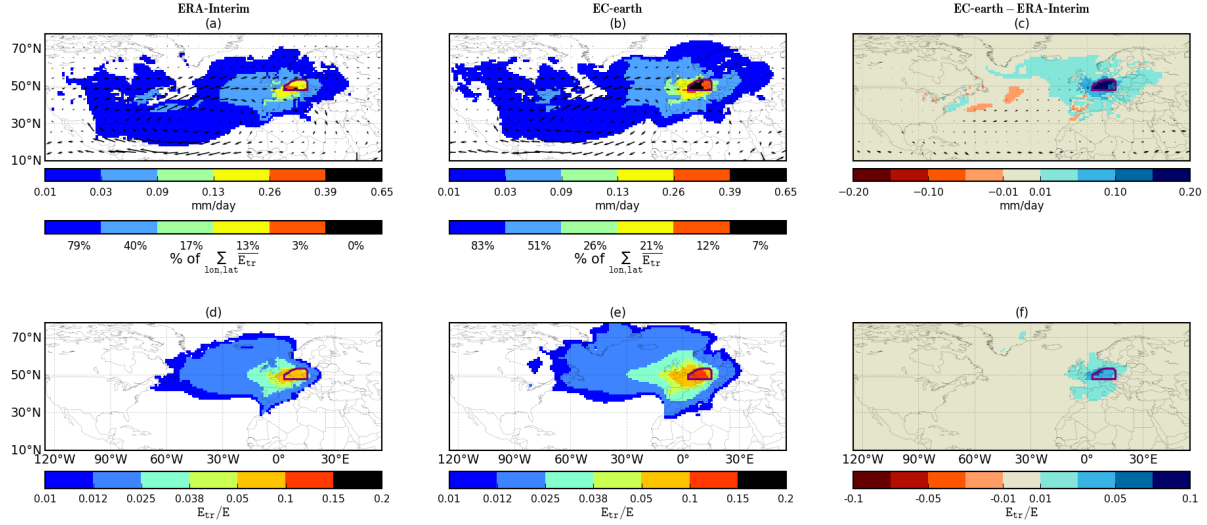 ERA-Interim
EC-earth
EC-earth − ERA-Interim
(a)
(b)
(c)
70°N
50°N
30°N
10°N
0.01 0.03 0.09 0.13 0.26 0.39 0.65
mm/day
0.01 0.03 0.09 0.13 0.26 0.39 0.65
mm/day
−0.20 −0.10 −0.01 0.01 0.10 0.20
mm/day
79% 40% 17% 13% 3% 0%
% of ∑ lon,lat E_tr
83% 51% 26% 21% 12% 7%
% of ∑ lon,lat E_tr
(d)
(e)
(f)
70°N
50°N
30°N
10°N
120°W 90°W 60°W 30°W 0° 30°E
120°W 90°W 60°W 30°W 0° 30°E
120°W 90°W 60°W 30°W 0° 30°E
0.01 0.012 0.025 0.038 0.05 0.1 0.15 0.2
E_tr/E
0.01 0.012 0.025 0.038 0.05 0.1 0.15 0.2
E_tr/E
−0.1 −0.05 −0.01 0.01 0.05 0.1
E_tr/E